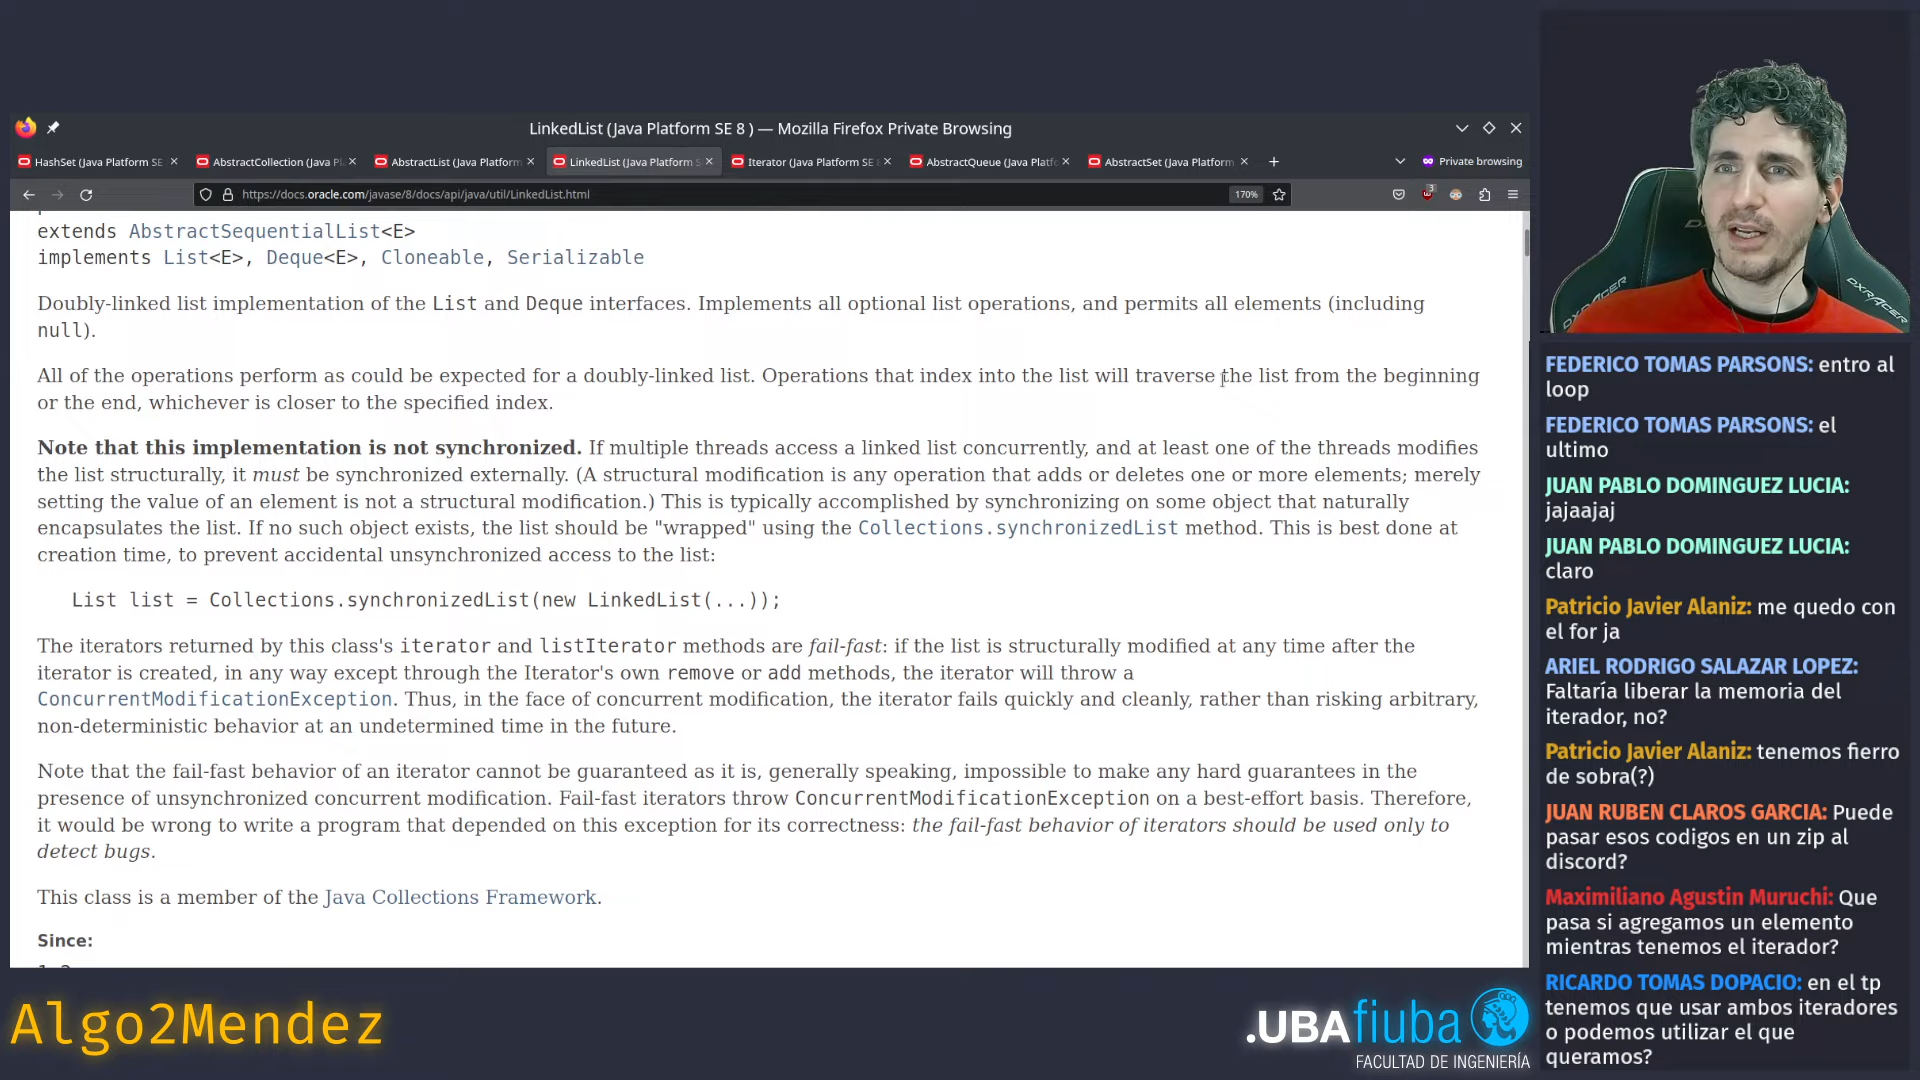 LinkedList (Java Platform SE 8 ) — Mozilla Firefox Private Browsing
HashSet (Java Platform SE
AbstractCollection (Java Pl
AbstractList (Java Platform
LinkedList (Java Platform S
Iterator (Java Platform SE 8
AbstractQueue (Java Platfo
AbstractSet (Java Platform
Private browsing
https://docs.oracle.com/javase/8/docs/api/java/util/LinkedList.html
170%
3
extends AbstractSequentialList<E>
implements List<E>, Deque<E>, Cloneable, Serializable
Doubly-linked list implementation of the List and Deque interfaces. Implements all optional list operations, and permits all elements (including
null).
All of the operations perform as could be expected for a doubly-linked list. Operations that index into the list will traverse the list from the beginning
or the end, whichever is closer to the specified index.
Note that this implementation is not synchronized. If multiple threads access a linked list concurrently, and at least one of the threads modifies
the list structurally, it must be synchronized externally. (A structural modification is any operation that adds or deletes one or more elements; merely
setting the value of an element is not a structural modification.) This is typically accomplished by synchronizing on some object that naturally
encapsulates the list. If no such object exists, the list should be "wrapped" using the Collections.synchronizedList method. This is best done at
creation time, to prevent accidental unsynchronized access to the list:
List list = Collections.synchronizedList(new LinkedList(...));
The iterators returned by this class's iterator and listIterator methods are fail-fast: if the list is structurally modified at any time after the
iterator is created, in any way except through the Iterator's own remove or add methods, the iterator will throw a
ConcurrentModificationException. Thus, in the face of concurrent modification, the iterator fails quickly and cleanly, rather than risking arbitrary,
non-deterministic behavior at an undetermined time in the future.
Note that the fail-fast behavior of an iterator cannot be guaranteed as it is, generally speaking, impossible to make any hard guarantees in the
presence of unsynchronized concurrent modification. Fail-fast iterators throw ConcurrentModificationException on a best-effort basis. Therefore,
it would be wrong to write a program that depended on this exception for its correctness: the fail-fast behavior of iterators should be used only to
detect bugs.
This class is a member of the Java Collections Framework.
Since:
DXRACER
DXRACER
FEDERICO TOMAS PARSONS: entro al
loop
FEDERICO TOMAS PARSONS: el
ultimo
JUAN PABLO DOMINGUEZ LUCIA:
jajaajaj
JUAN PABLO DOMINGUEZ LUCIA:
claro
Patricio Javier Alaniz: me quedo con
el for ja
ARIEL RODRIGO SALAZAR LOPEZ:
Faltaría liberar la memoria del
iterador, no?
Patricio Javier Alaniz: tenemos fierro
de sobra(?)
JUAN RUBEN CLAROS GARCIA: Puede
pasar esos codigos en un zip al
discord?
Maximiliano Agustin Muruchi: Que
pasa si agregamos un elemento
mientras tenemos el iterador?
RICARDO TOMAS DOPACIO: en el tp
tenemos que usar ambos iteradores
o podemos utilizar el que
queramos?
Algo2Mendez
.UBAfiuba
FACULTAD DE INGENIERÍA